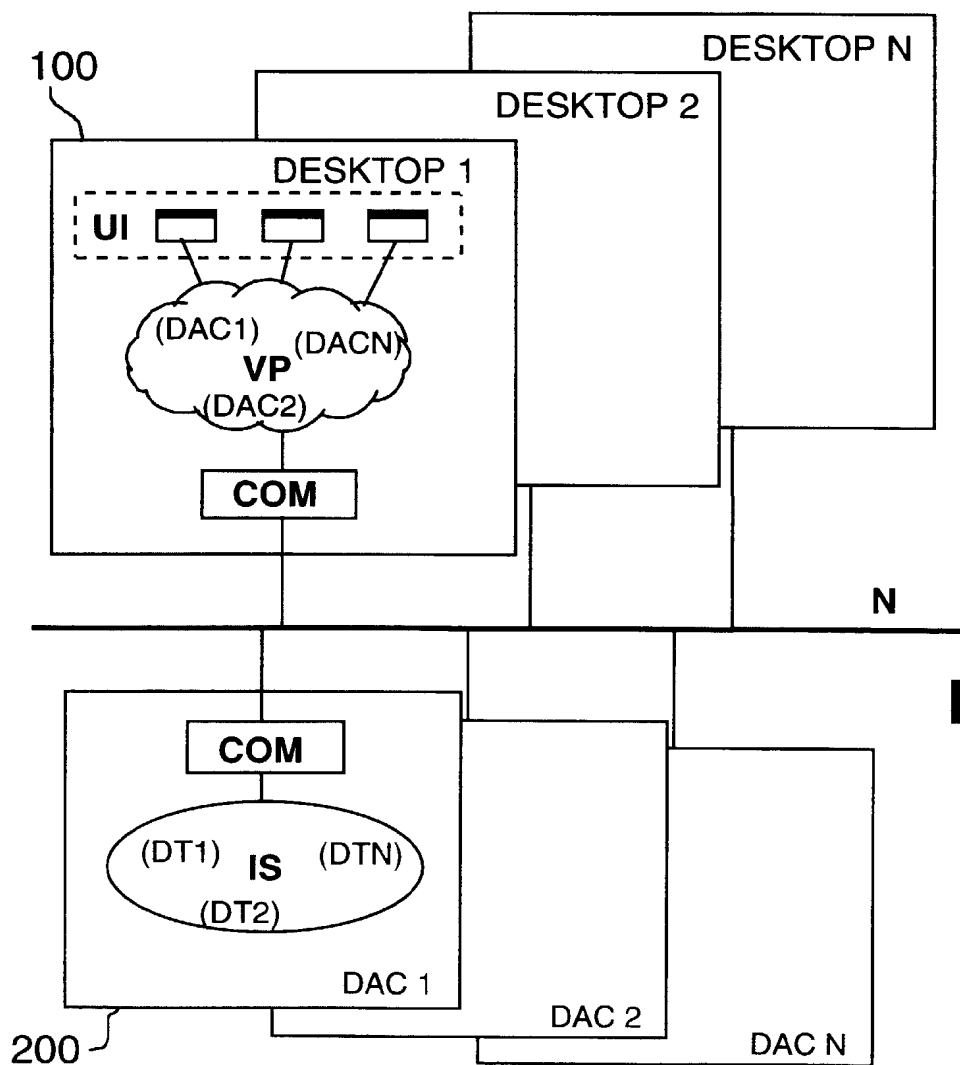 DESKTOP N
100
DESKTOP 2
DESKTOP 1
UI
(DAC1)
(DACN)
VP
(DAC2)
COM
N
COM
(DT1)
IS
(DTN)
(DT2)
DAC 1
DAC 2
200
DAC N